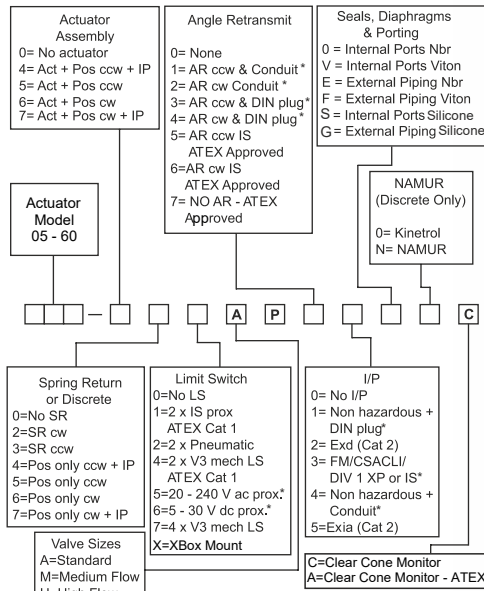 Actuator
Assembly
0= No actuator
4= Act + Pos ccw + IP
5= Act + Pos ccw
6= Act + Pos cw
7= Act+ Pos cw + IP
Angle Retransmit
0= None
1= AR ccw & Conduit*
2= AR cw Conduit*
3= AR ccw & DIN plug*
4= AR cw & DIN plug*
5= AR ccw IS
ATEX Approved
6=AR cw IS
ATEX Approved
7= NO AR - ATEX
Approved
Seals, Diaphragms
& Porting
0 = Internal Ports Nbr
V = Internal Ports Viton
E = External Piping Nbr
F = External Piping Viton
S = Internal Ports Silicone
G= External Piping Silicone
Actuator
Model
05 - 60
NAMUR
(Discrete Only)
0= Kinetrol
N= NAMUR
— A P C
Spring Return
or Discrete
0=No SR
2=SR cw
3=SR ccw
4=Pos only ccw + IP
5=Pos only ccw
6=Pos only cw
7=Pos only cw + IP
Limit Switch
0=No LS
1=2 x IS prox
ATEX Cat 1
2=2 x Pneumatic
4=2 x V3 mech LS
ATEX Cat 1
5=20 - 240 V ac prox.*
6=5 - 30 V dc prox.*
7=4 x V3 mech LS
X=XBox Mount
I/P
0= No I/P
1= Non hazardous +
DIN plug*
2= Exd (Cat 2)
3= FM/CSACLI/
DIV 1 XP or IS*
4= Non hazardous +
Conduit*
5=Exia (Cat 2)
Valve Sizes
A=Standard
M=Medium Flow
C=Clear Cone Monitor
A=Clear Cone Monitor - ATEX